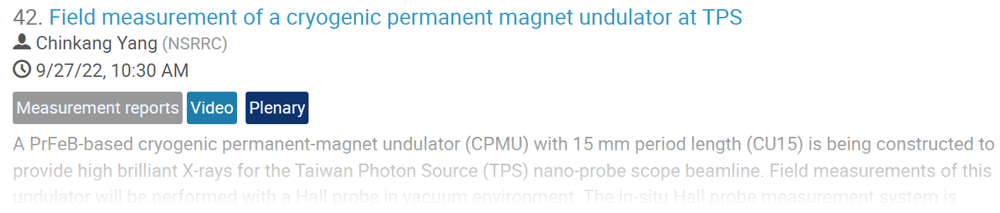 42. Field measurement of a cryogenic permanent magnet undulator at TPS
Chinkang Yang (NSRRC)
9/27/22, 10:30 AM
Measurement reports Video Plenary
A PrFeB-based cryogenic permanent-magnet undulator (CPMU) with 15 mm period length (CU15) is being constructed to
provide high brilliant X-rays for the Taiwan Photon Source (TPS) nano-probe scope beamline. Field measurements of this
undulator will be performed with a Hall probe in vacuum environment. The in-situ Hall probe measurement system is